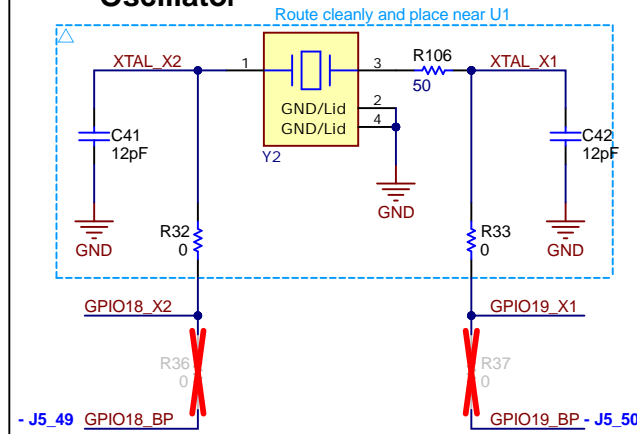 Oscillator
Route cleanly and place near U1
XTAL_X2
1
3
R106
50
XTAL_X1
GND/Lid
2
GND/Lid
4
Y2
C41
12pF
C42
12pF
GND
GND
GND
R32
0
R33
0
GPIO18_X2
GPIO19_X1
R36
0
R37
0
- J5_49 GPIO18_BP
GPIO19_BP - J5_50